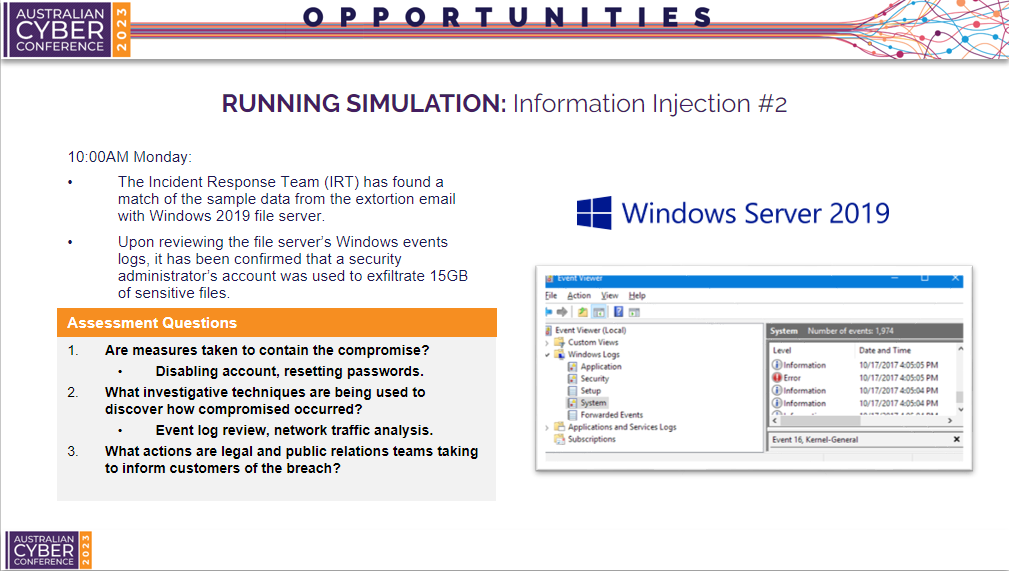 AUSTRALIAN
CYBER
CONFERENCE
2023
OPPORTUNITIES
RUNNING SIMULATION: Information Injection #2
10:00AM Monday:
• The Incident Response Team (IRT) has found a
match of the sample data from the extortion email
with Windows 2019 file server.
• Upon reviewing the file server's Windows events
logs, it has been confirmed that a security
administrator's account was used to exfiltrate 15GB
of sensitive files.
Assessment Questions
1. Are measures taken to contain the compromise?
• Disabling account, resetting passwords.
2. What investigative techniques are being used to
discover how compromised occurred?
• Event log review, network traffic analysis.
3. What actions are legal and public relations teams taking
to inform customers of the breach?
Windows Server 2019
Event Viewer
File Action View Help
Event Viewer (Local)
Custom Views
Windows Logs
Application
Security
Setup
System
Forwarded Events
Applications and Services Logs
Subscriptions
System Number of events: 1,974
Level Date and Time
Information 10/17/2017 4:05:05 PM
Error 10/17/2017 4:05:05 PM
Information 10/17/2017 4:05:04 PM
Information 10/17/2017 4:05:04 PM
Event 16, Kernel-General
AUSTRALIAN
CYBER
CONFERENCE
2023